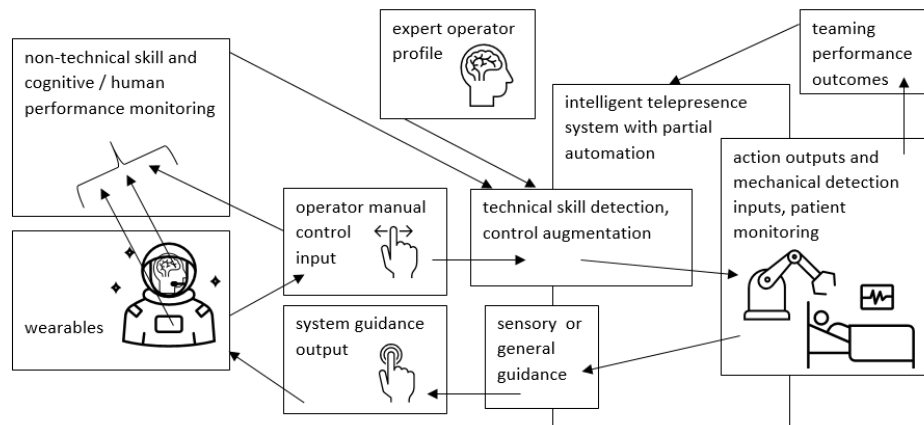 non-technical skill and
cognitive / human
performance monitoring
expert operator
profile
teaming
performance
outcomes
intelligent telepresence
system with partial
automation
action outputs and
mechanical detection
inputs, patient
monitoring
operator manual
control
input
technical skill detection,
control augmentation
wearables
system guidance
output
sensory or
general
guidance